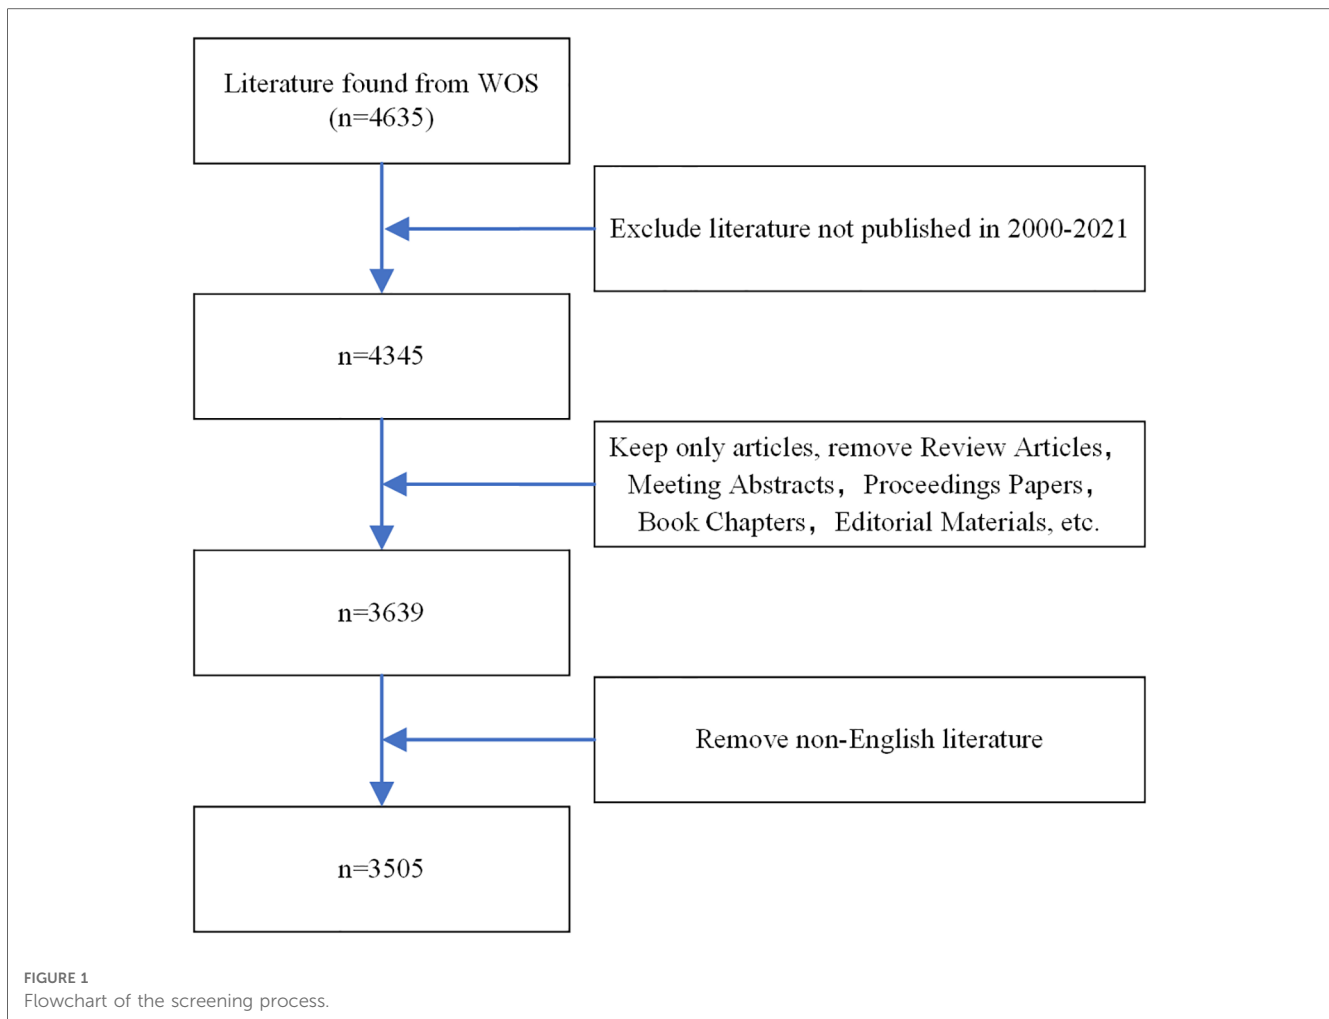 Literature found from WOS
(n=4635)
Exclude literature not published in 2000-2021
n=4345
Keep only articles, remove Review Articles，
Meeting Abstracts，Proceedings Papers，
Book Chapters，Editorial Materials, etc.
n=3639
Remove non-English literature
n=3505
FIGURE 1
Flowchart of the screening process.